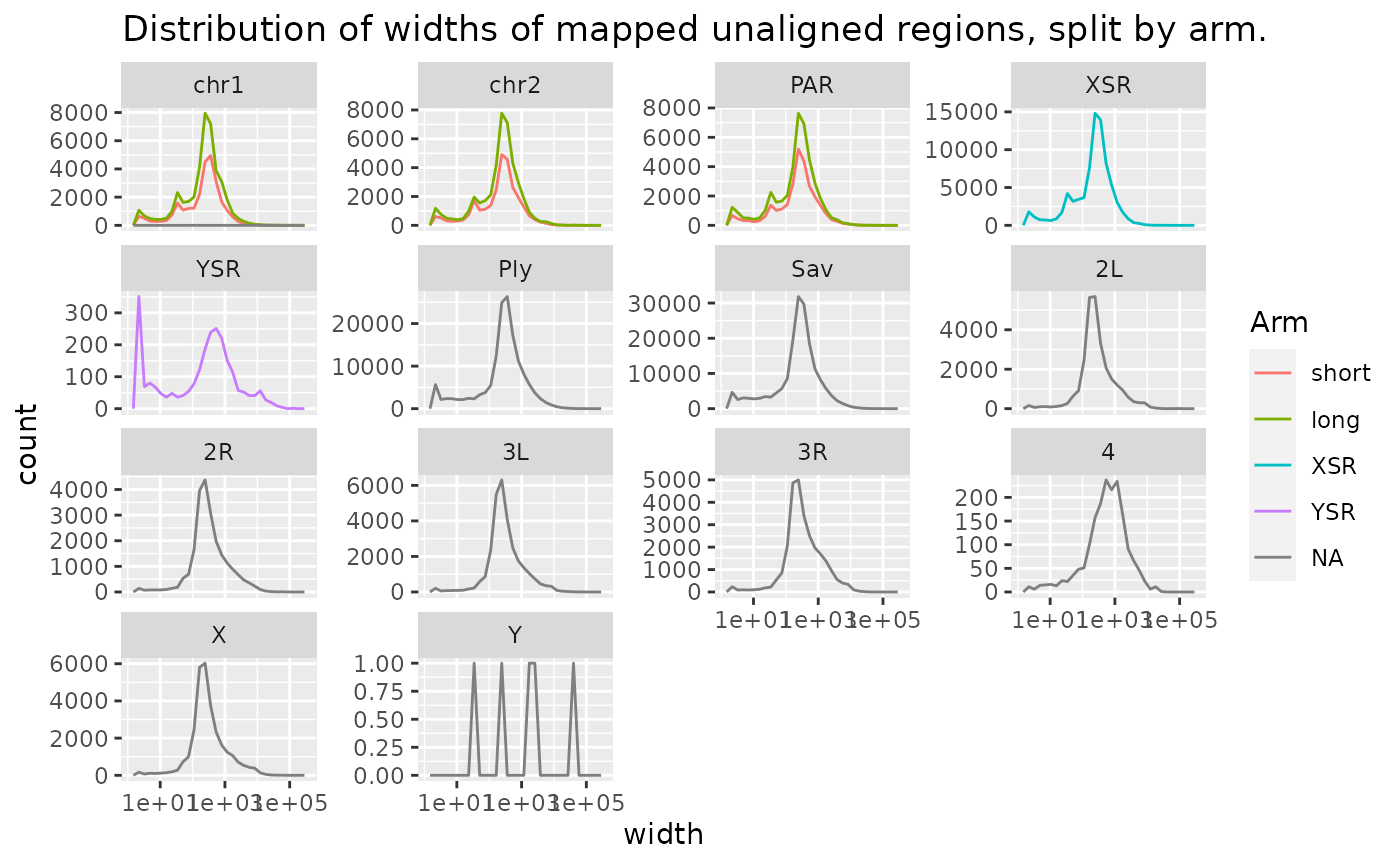 Distribution of widths of mapped unaligned regions, split by arm.
chr1
chr2
PAR
XSR
8000
6000
4000
2000
0
8000
6000
4000
2000
0
8000
6000
4000
2000
0
15000
10000
5000
0
YSR
Ply
Sav
2L
300
200
100
0
20000
10000
0
30000
20000
10000
0
4000
2000
0
2R
3L
3R
4
4000
3000
2000
1000
0
6000
4000
2000
0
5000
4000
3000
2000
1000
0
200
150
100
50
0
1e+01
1e+03
1e+05
1e+01
1e+03
1e+05
X
Y
6000
4000
2000
0
1.00
0.75
0.50
0.25
0.00
1e+01
1e+03
1e+05
1e+01
1e+03
1e+05
width
count
Arm
short
long
XSR
YSR
NA